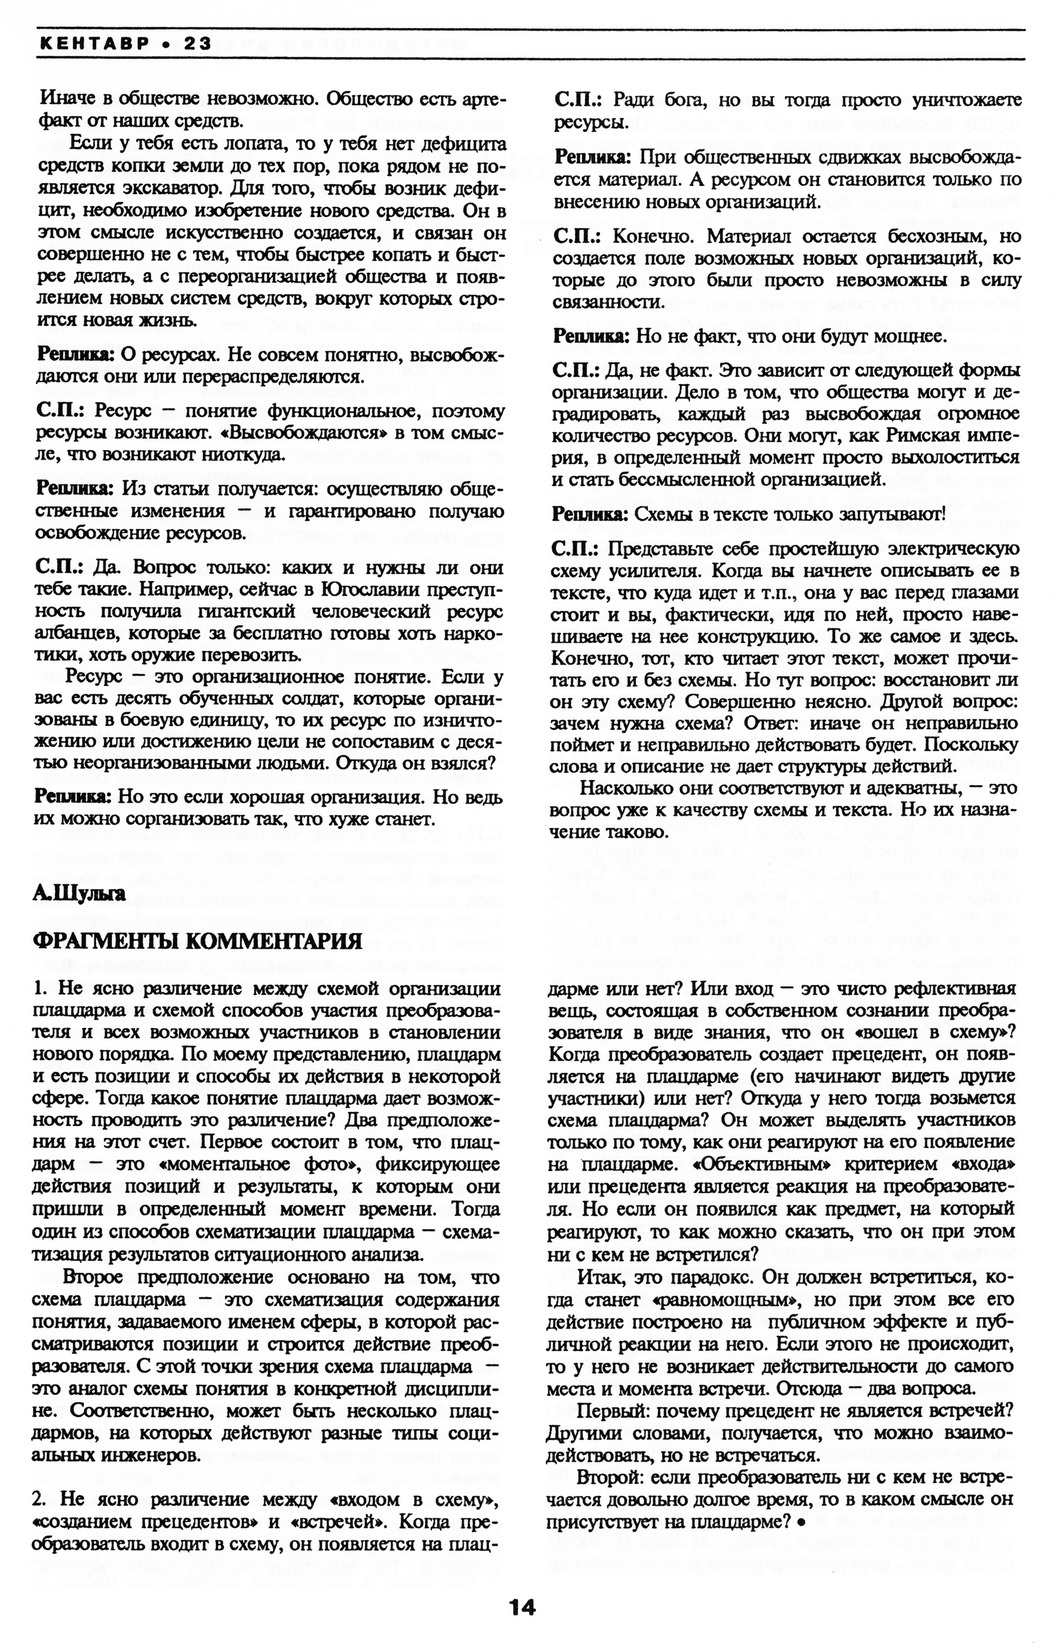 КЕНТАВР • 23
Иначе в обществе невозможно. Общество есть арте-
факт от наших средств.
Если у тебя есть лопата, то у тебя нет дефицита
средств копки земли до тех пор, пока рядом не по-
является экскаватор. Для того, чтобы возник дефи-
цит, необходимо изобретение нового средства. Он в
этом смысле искусственно создается, и связан он
совершенно не с тем, чтобы быстрее копать и быст-
рее делать, а с переорганизацией общества и появ-
лением новых систем средств, вокруг которых стро-
ится новая жизнь.
Реплика: О ресурсах. Не совсем понятно, высвобож-
даются они или перераспределяются.
С.П.: Ресурс — понятие функциональное, поэтому
ресурсы возникают. «Высвобождаются» в том смыс-
ле, что возникают ниоткуда.
Реплика: Из статьи получается: осуществляю обще-
ственные изменения — и гарантировано получаю
освобождение ресурсов.
С.П.: Да. Вопрос только: каких и нужны ли они
тебе такие. Например, сейчас в Югославии преступ-
ность получила гигантский человеческий ресурс
албанцев, которые за бесплатно готовы хоть нарко-
тики, хоть оружие перевозить.
Ресурс — это организационное понятие. Если у
вас есть десять обученных солдат, которые органи-
зованы в боевую единицу, то их ресурс по изничто-
жению или достижению цели не сопоставим с деся-
тью неорганизованными людьми. Откуда он взялся?
Реплика: Но это если хорошая организация. Но ведь
их можно сорганизовать так, что хуже станет.
С.П.: Ради бога, но вы тогда просто уничтожаете
ресурсы.
Реплика: При общественных сдвижках высвобожда-
ется материал. А ресурсом он становится только по
внесению новых организаций.
С.П.: Конечно. Материал остается бесхозным, но
создается поле возможных новых организаций, ко-
торые до этого были просто невозможны в силу
связанности.
Реплика: Но не факт, что они будут мощнее.
С.П.: Да, не факт. Это зависит от следующей формы
организации. Дело в том, что общества могут и де-
градировать, каждый раз высвобождая огромное
количество ресурсов. Они могут, как Римская импе-
рия, в определенный момент просто выхолоститься
и стать бессмысленной организацией.
Реплика: Схемы в тексте только запутывают!
С.П.: Представьте себе простейшую электрическую
схему усилителя. Когда вы начнете описывать ее в
тексте, что куда идет и т.п., она у вас перед глазами
стоит и вы, фактически, идя по ней, просто наве-
шиваете на нее конструкцию. То же самое и здесь.
Конечно, тот, кто читает этот текст, может прочи-
тать его и без схемы. Но тут вопрос: восстановит ли
он эту схему? Совершенно неясно. Другой вопрос:
зачем нужна схема? Ответ: иначе он неправильно
поймет и неправильно действовать будет. Поскольку
слова и описание не дает структуры действий.
Насколько они соответствуют и адекватны, — это
вопрос уже к качеству схемы и текста. Но их назна-
чение таково.
А.Шульга
ФРАГМЕНТЫ КОММЕНТАРИЯ
1. Не ясно различение между схемой организации
плацдарма и схемой способов участия преобразова-
теля и всех возможных участников в становлении
нового порядка. По моему представлению, плацдарм
и есть позиции и способы их действия в некоторой
сфере. Тогда какое понятие плацдарма дает возмож-
ность проводить это различение? Два предположе-
ния на этот счет. Первое состоит в том, что плац-
дарм — это «моментальное фото», фиксирующее
действия позиций и результаты, к которым они
пришли в определенный момент времени. Тогда
один из способов схематизации плацдарма — схема-
тизация результатов ситуационного анализа.
Второе предположение основано на том, что
схема плацдарма — это схематизация содержания
понятия, задаваемого именем сферы, в которой рас-
сматриваются позиции и строится действие преоб-
разователя. С этой точки зрения схема плацдарма —
это аналог схемы понятия в конкретной дисципли-
не. Соответственно, может быть несколько плац-
дармов, на которых действуют разные типы соци-
альных инженеров.
2. Не ясно различение между «входом в схему»,
«созданием прецедентов» и «встречей». Когда пре-
образователь входит в схему, он появляется на плац-
дарме или нет? Или вход — это чисто рефлективная
вещь, состоящая в собственном сознании преобра-
зователя в виде знания, что он «вошел в схему»?
Когда преобразователь создает прецедент, он появ-
ляется на плацдарме (его начинают видеть другие
участники) или нет? Откуда у него тогда возьмется
схема плацдарма? Он может выделять участников
только по тому, как они реагируют на его появление
на плацдарме. «Объективным» критерием «входа»
или прецедента является реакция на преобразовате-
ля. Но если он появился как предмет, на который
реагируют, то как можно сказать, что он при этом
ни с кем не встретился?
Итак, это парадокс. Он должен встретиться, ко-
гда станет «равномощным», но при этом все его
действие построено на публичном эффекте и пуб-
личной реакции на него. Если этого не происходит,
то у него не возникает действительности до самого
места и момента встречи. Отсюда — два вопроса.
Первый: почему прецедент не является встречей?
Другими словами, получается, что можно взаимо-
действовать, но не встречаться.
Второй: если преобразователь ни с кем не встре-
чается довольно долгое время, то в каком смысле он
присутствует на плацдарме? •
14